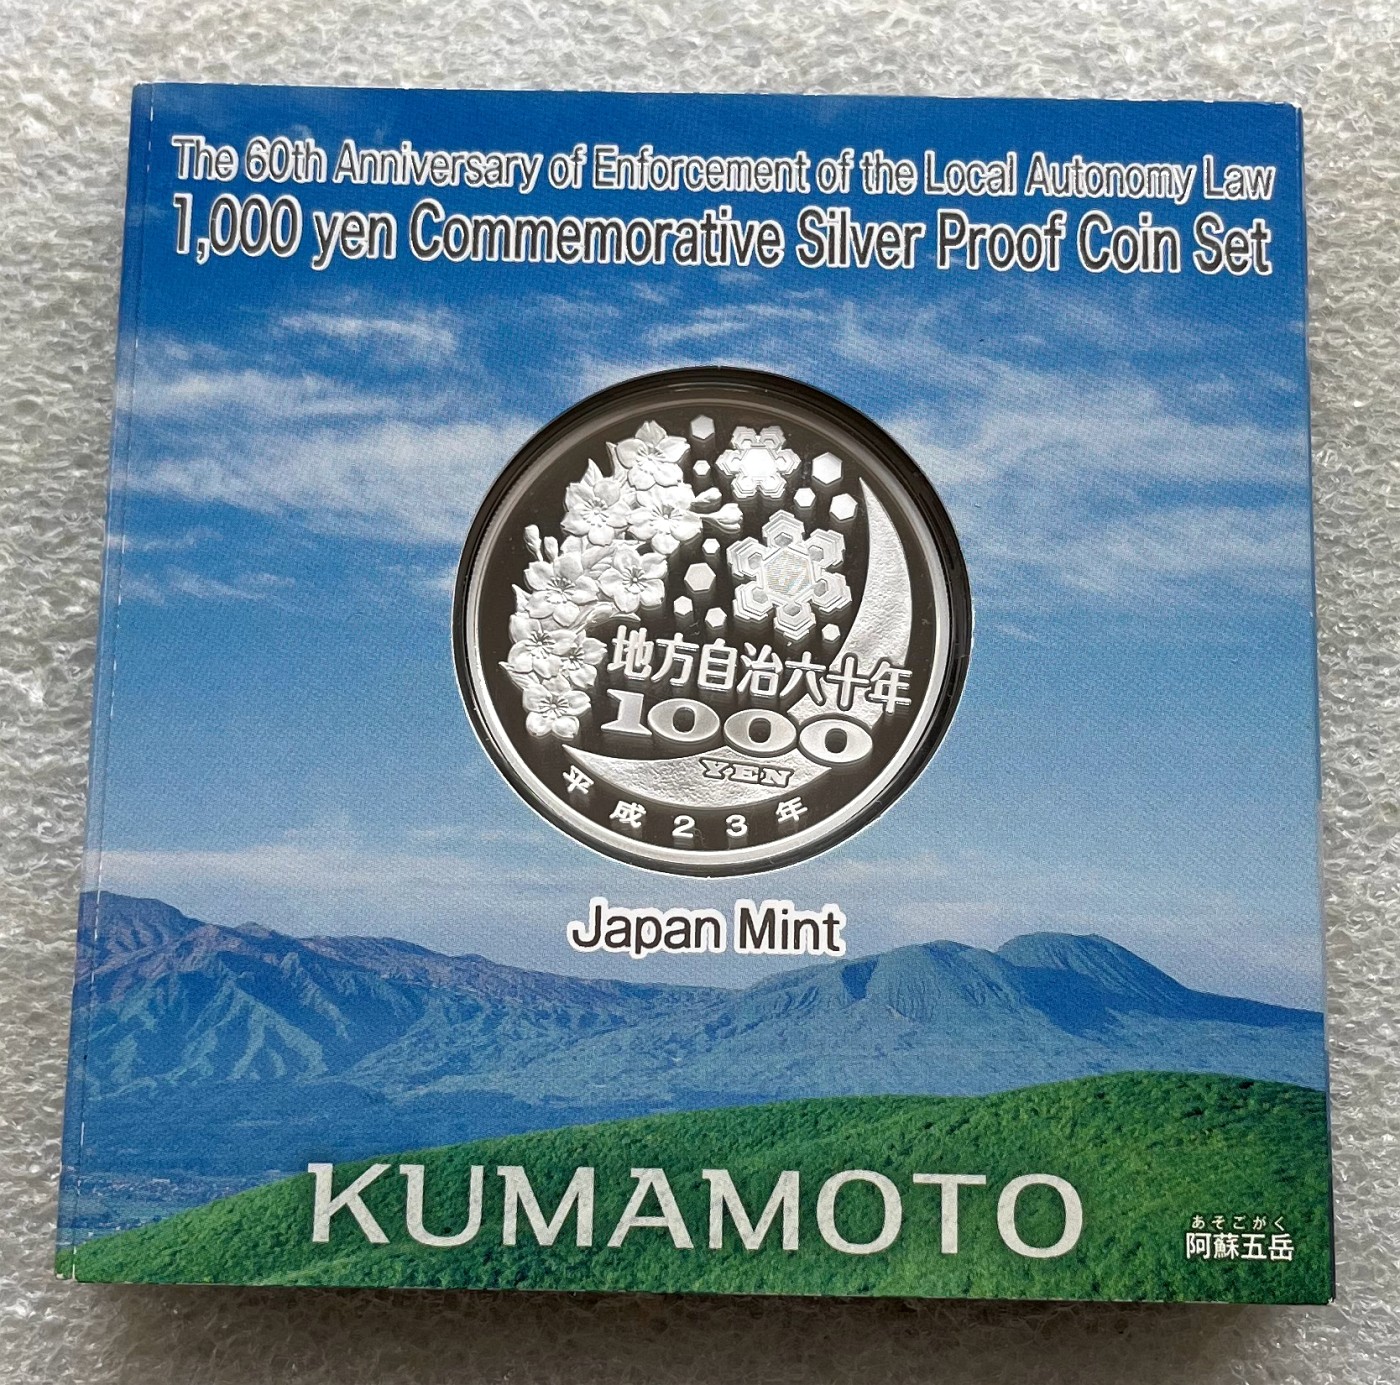 The 60th Anniversary of Enforcement of the Local Autonomy Law
1,000 yen Commemorative Silver Proof Coin Set
地方自治六十年
1000
YEN
平成23年
Japan Mint
KUMAMOTO
あそごがく
阿蘇五岳